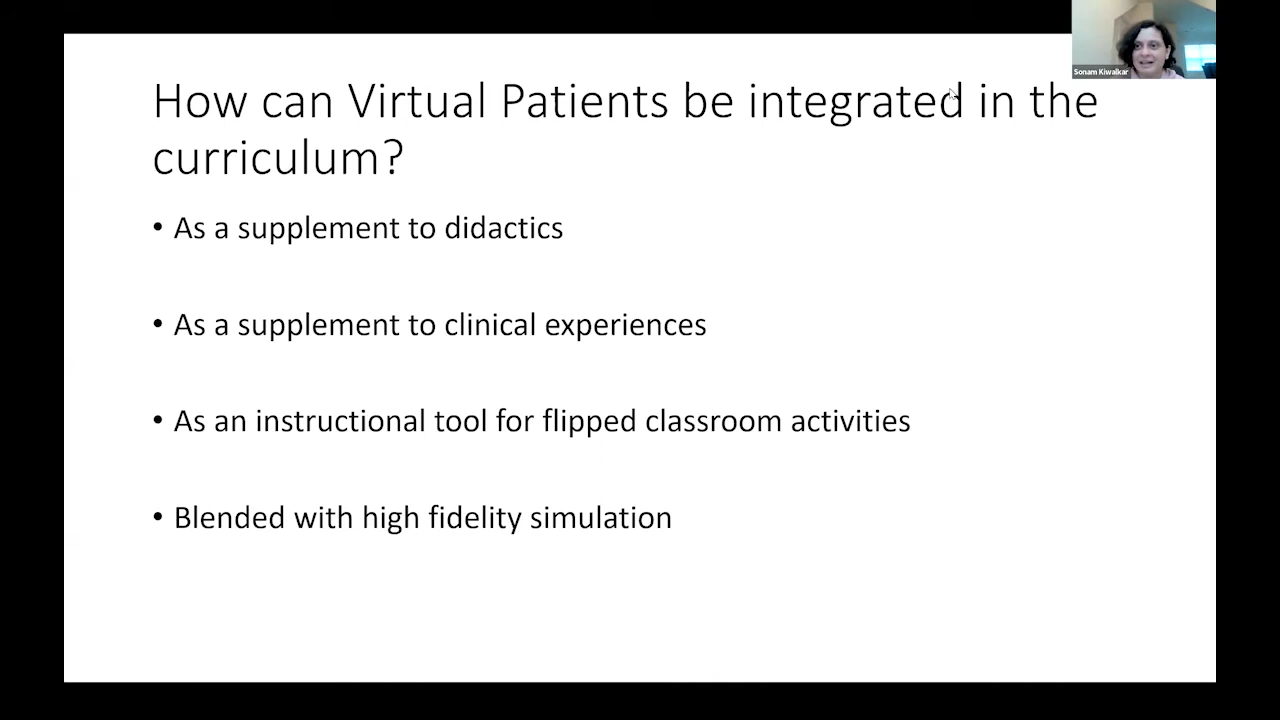 Sonam Kiwalkar
How can Virtual Patients be integrated in the
curriculum?
• As a supplement to didactics
• As a supplement to clinical experiences
• As an instructional tool for flipped classroom activities
• Blended with high fidelity simulation